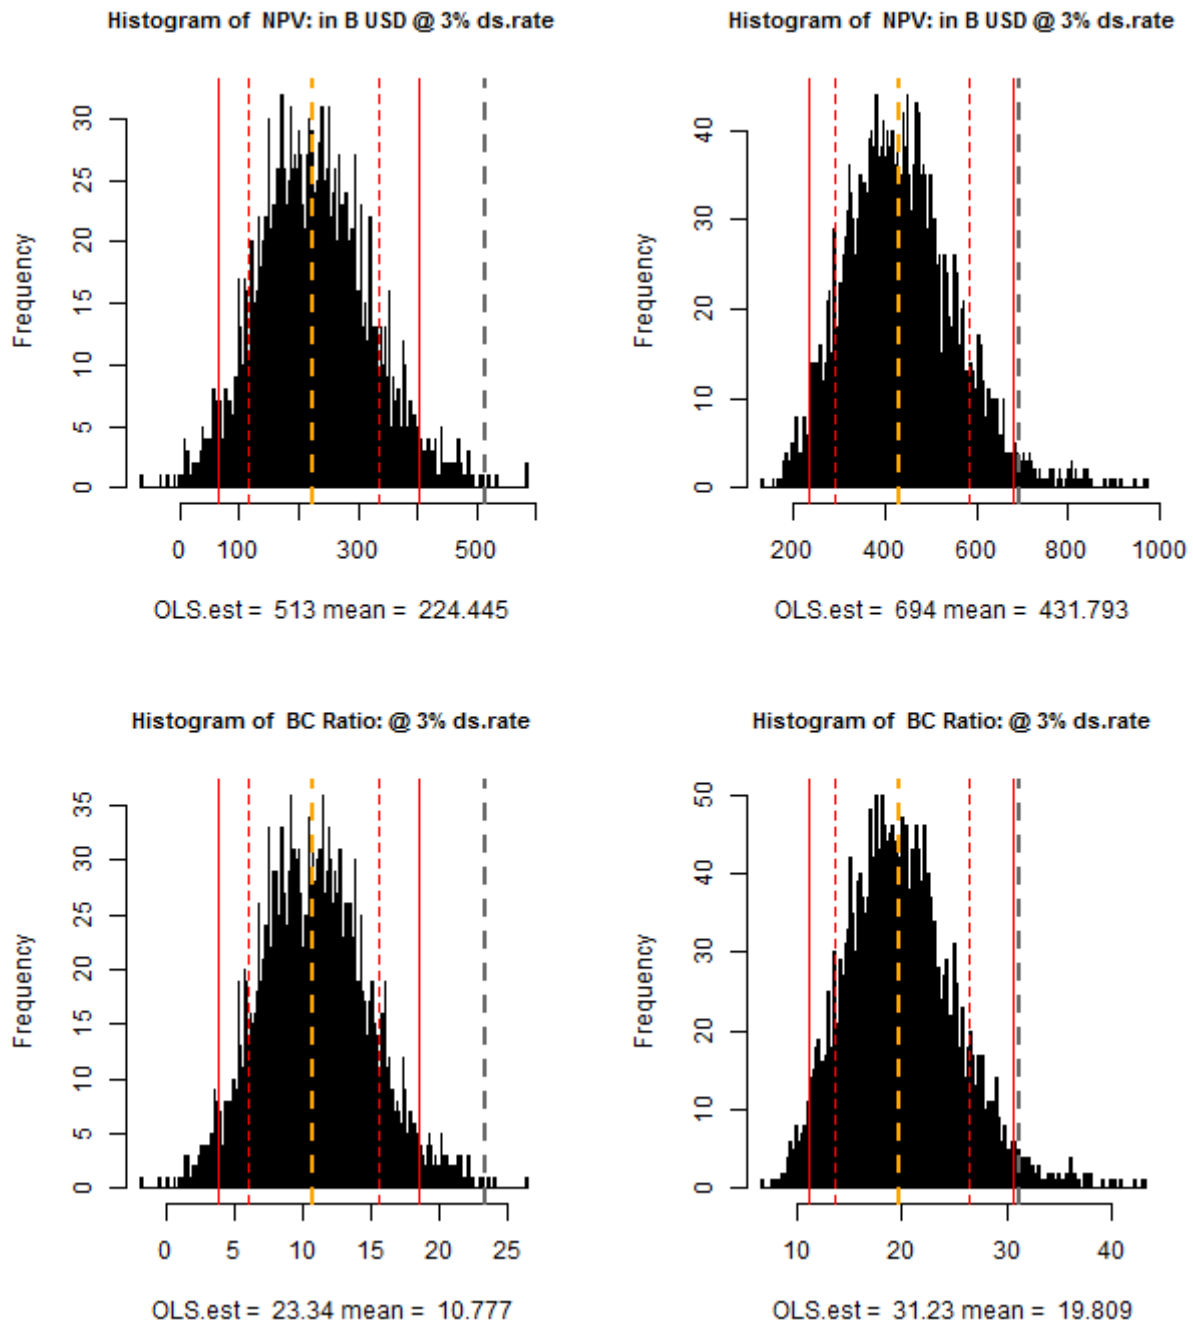 Histogram of NPV: in B USD @ 3% ds.rate
Frequency
0 5 10 15 20 25 30
0 100 300 500
OLS.est = 513 mean = 224.445
Histogram of NPV: in B USD @ 3% ds.rate
Frequency
0 10 20 30 40
200 400 600 800 1000
OLS.est = 694 mean = 431.793
Histogram of BC Ratio: @ 3% ds.rate
Frequency
0 5 10 15 20 25 30 35
0 5 10 15 20 25
OLS.est = 23.34 mean = 10.777
Histogram of BC Ratio: @ 3% ds.rate
Frequency
0 10 20 30 40 50
10 20 30 40
OLS.est = 31.23 mean = 19.809